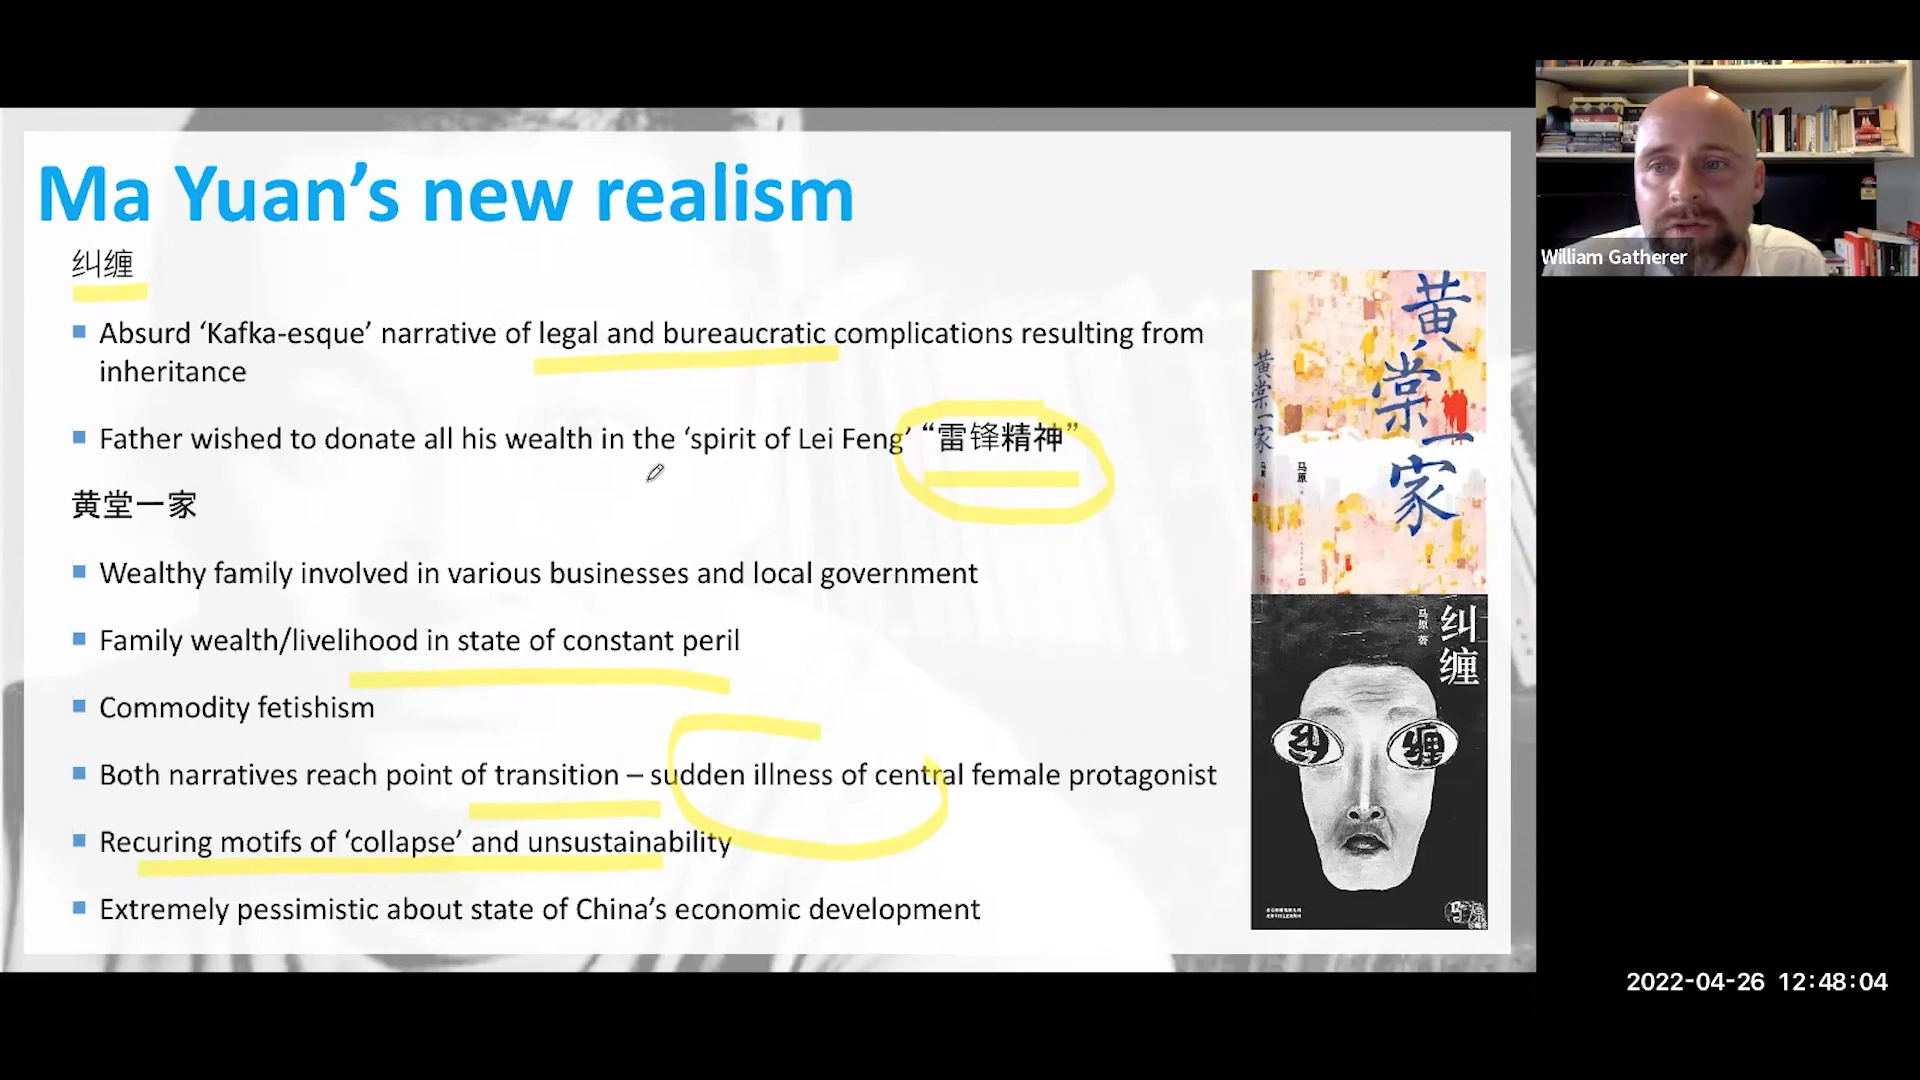 Ma Yuan's new realism
纠缠
Absurd ‘Kafka-esque’ narrative of legal and bureaucratic complications resulting from
inheritance
Father wished to donate all his wealth in the ‘spirit of Lei Feng’ “雷锋精神”
黄堂一家
Wealthy family involved in various businesses and local government
Family wealth/livelihood in state of constant peril
Commodity fetishism
Both narratives reach point of transition – sudden illness of central female protagonist
Recuring motifs of ‘collapse’ and unsustainability
Extremely pessimistic about state of China’s economic development
黄棠一家
黄棠一家
马原
纠缠
马原 著
纠缠
William Gatherer
2022-04-26 12:48:04